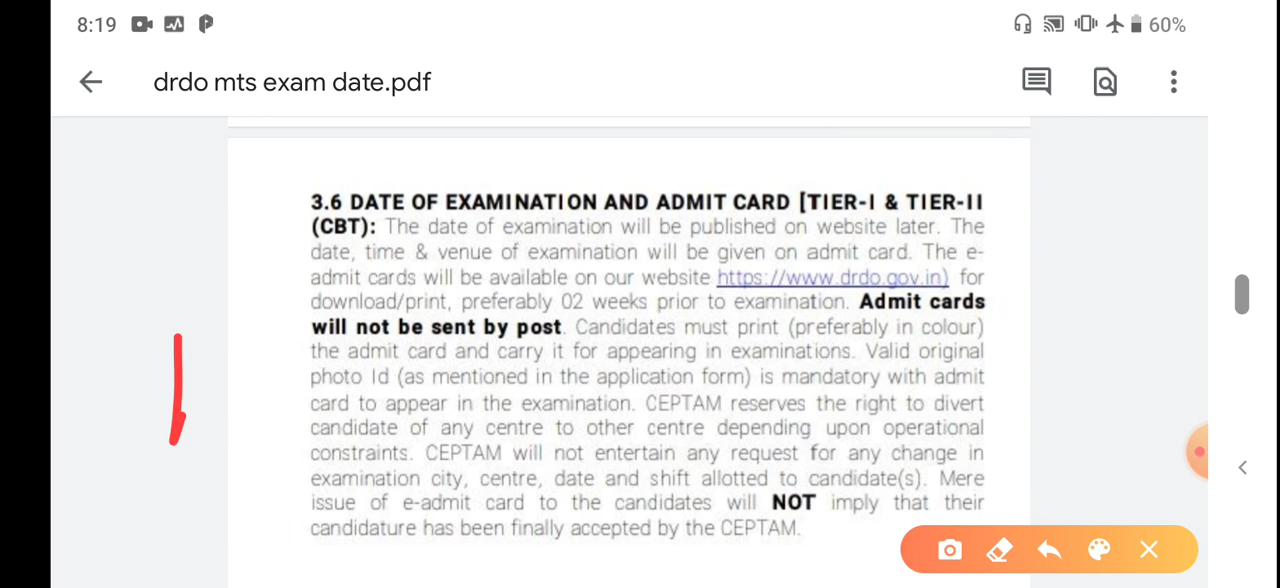 8:19
60%
drdo mts exam date.pdf
3.6 DATE OF EXAMINATION AND ADMIT CARD [TIER-I & TIER-II
(CBT): The date of examination will be published on website later. The
date, time & venue of examination will be given on admit card. The e-
admit cards will be available on our website https://www.drdo.gov.in) for
download/print, preferably 02 weeks prior to examination. Admit cards
will not be sent by post. Candidates must print (preferably in colour)
the admit card and carry it for appearing in examinations. Valid original
photo Id (as mentioned in the application form) is mandatory with admit
card to appear in the examination. CEPTAM reserves the right to divert
candidate of any centre to other centre depending upon operational
constraints. CEPTAM will not entertain any request for any change in
examination city, centre, date and shift allotted to candidate(s). Mere
issue of e-admit card to the candidates will NOT imply that their
candidature has been finally accepted by the CEPTAM.